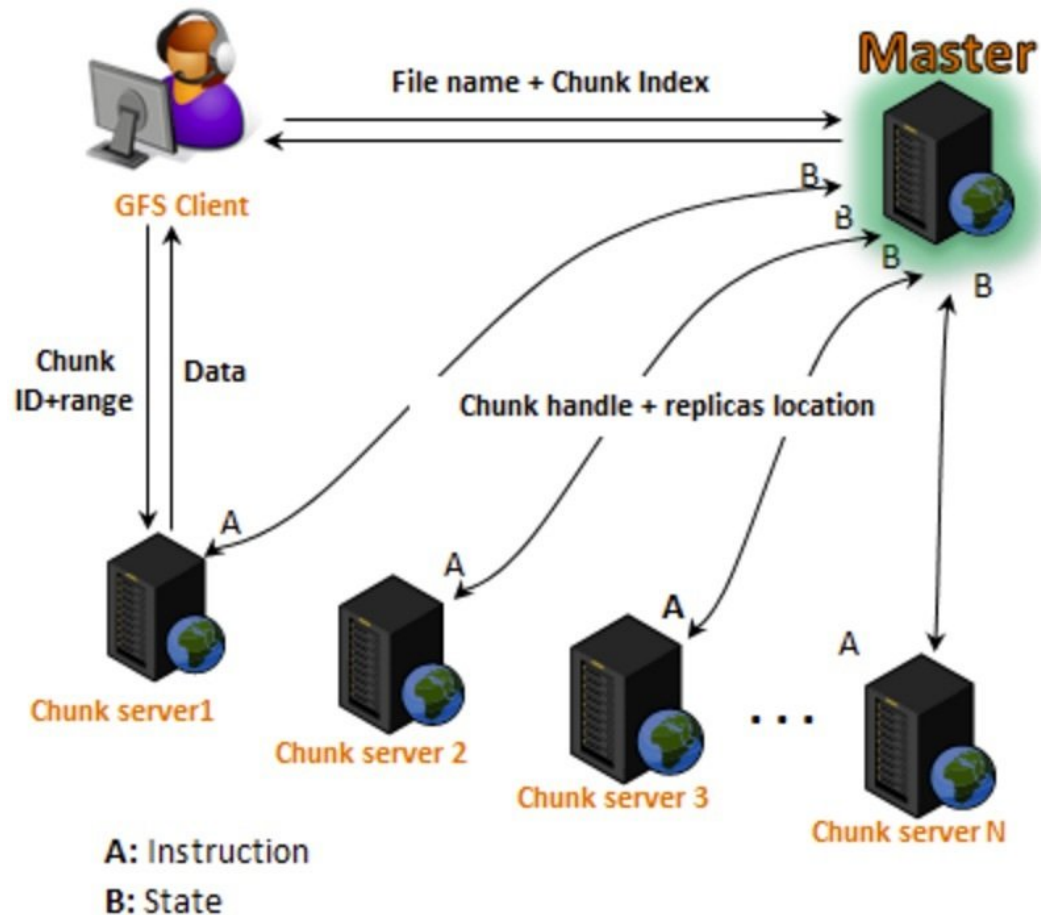 Master
File name + Chunk Index
B
GFS Client
B
B
B
Chunk
ID+range
Data
Chunk handle + replicas location
A
A
A
A
Chunk server1
Chunk server 2
. . .
Chunk server 3
Chunk server N
A: Instruction
B: State